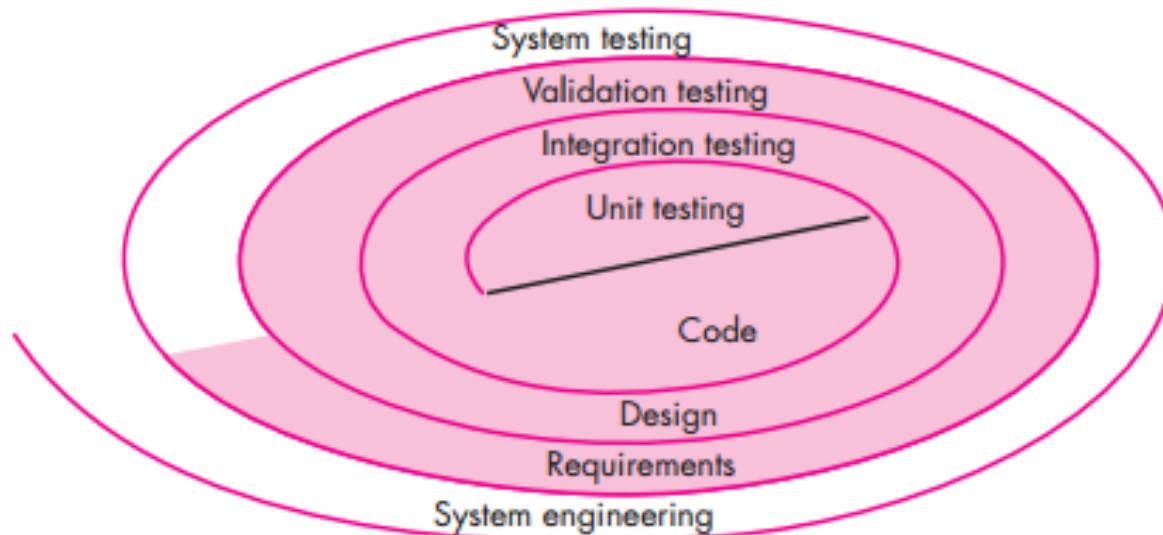 System testing
Validation testing
Integration testing
Unit testing
Code
Design
Requirements
System engineering